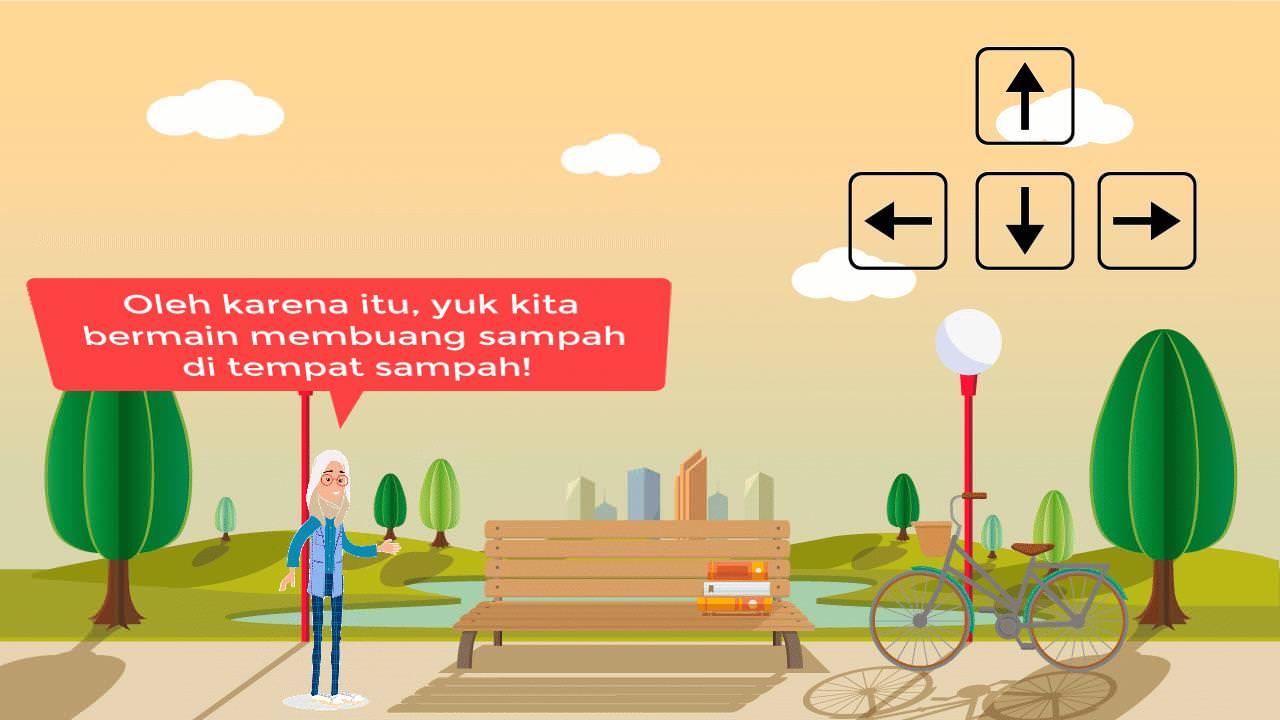 Oleh karena itu, yuk kita
bermain membuang sampah
di tempat sampah!